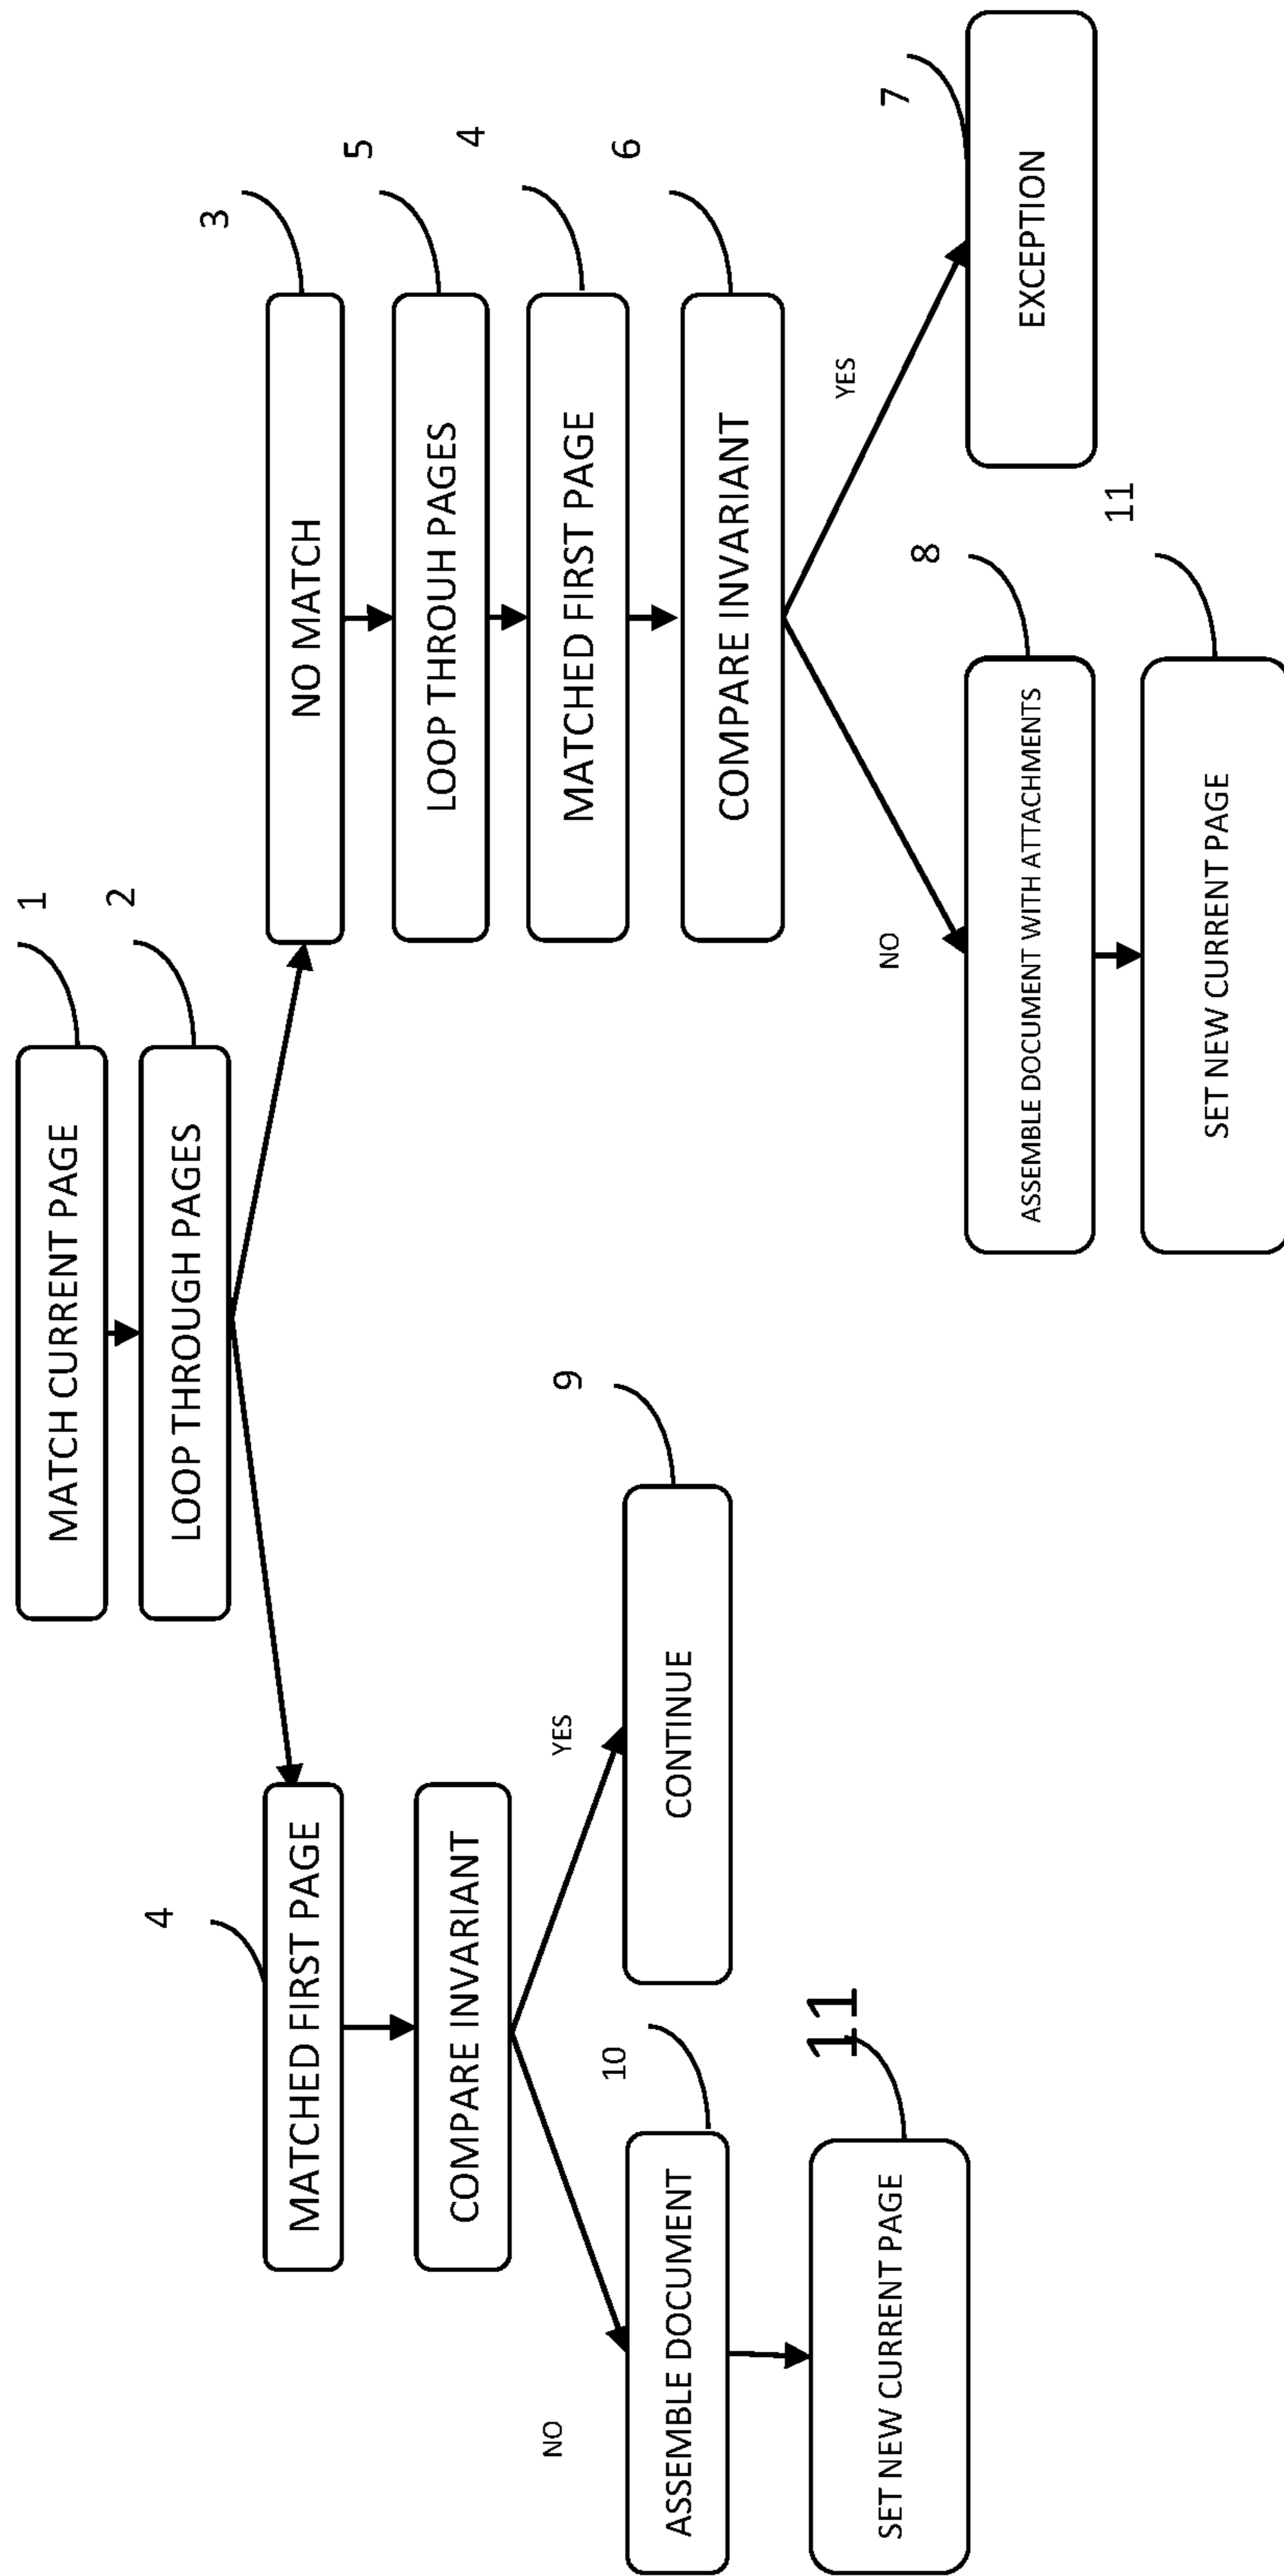 MATCH CURRENT PAGE
1
LOOP THROUGH PAGES
2
4
MATCHED FIRST PAGE
COMPARE INVARIANT
NO
YES
10
ASSEMBLE DOCUMENT
CONTINUE
9
11
SET NEW CURRENT PAGE
NO MATCH
3
LOOP THROUH PAGES
5
MATCHED FIRST PAGE
4
COMPARE INVARIANT
6
NO
YES
ASSEMBLE DOCUMENT WITH ATTACHMENTS
8
EXCEPTION
7
SET NEW CURRENT PAGE
11